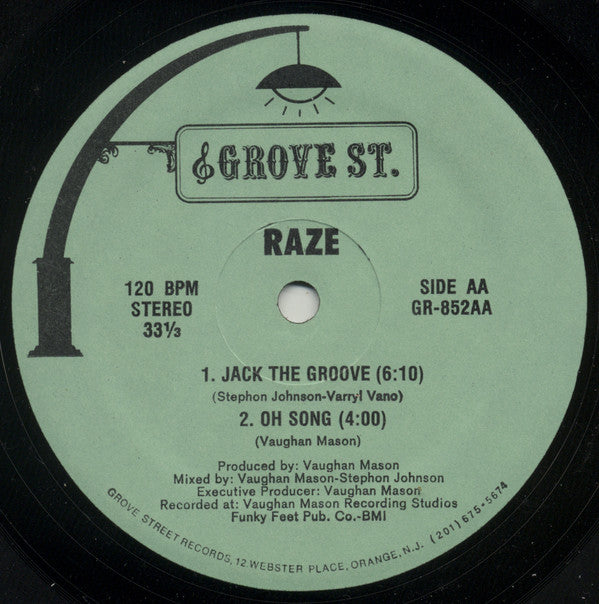 GROVE ST.
RAZE
120 BPM
STEREO
33⅓
SIDE AA
GR-852AA
1. JACK THE GROOVE (6:10)
(Stephon Johnson-Varryl Vano)
2. OH SONG (4:00)
(Vaughan Mason)
Produced by: Vaughan Mason
Mixed by: Vaughan Mason-Stephon Johnson
Executive Producer: Vaughan Mason
Recorded at: Vaughan Mason Recording Studios
Funky Feet Pub. Co.-BMI
GROVE STREET RECORDS, 12 WEBSTER PLACE, ORANGE, N.J. (201) 675-5674